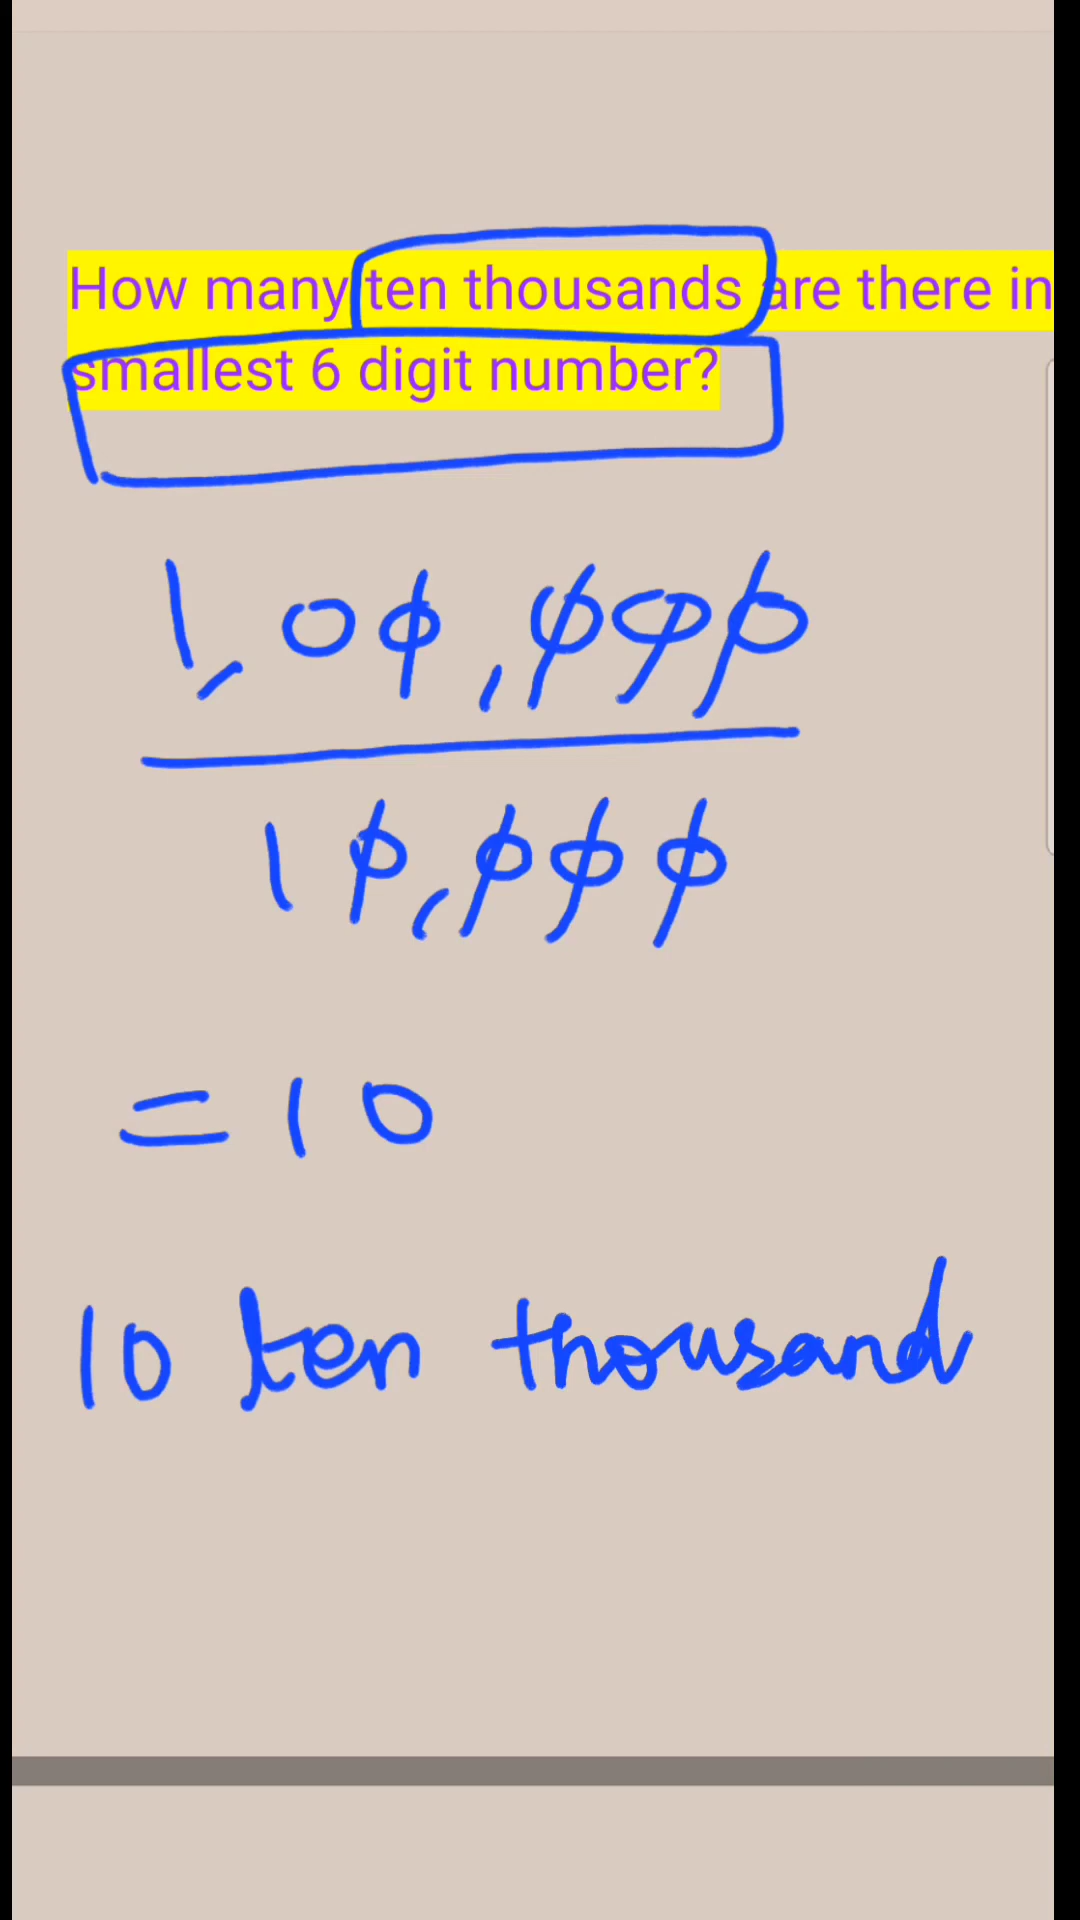 How many ten thousands are there in
smallest 6 digit number?
1,00,000
10,000
= 10
10 ten thousand